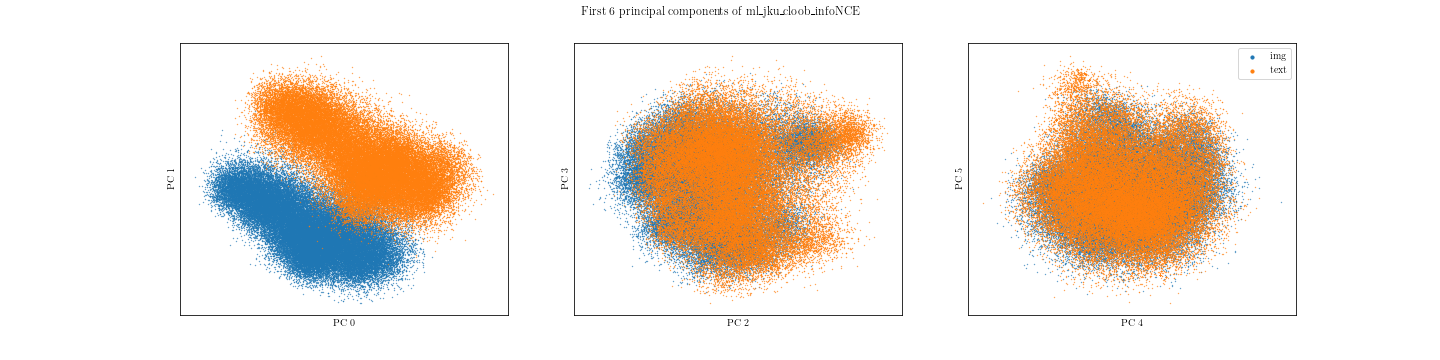 First 6 principal components of ml_jku_cloob_infoNCE
PC 1
PC 0
PC 3
PC 2
PC 5
PC 4
img
text